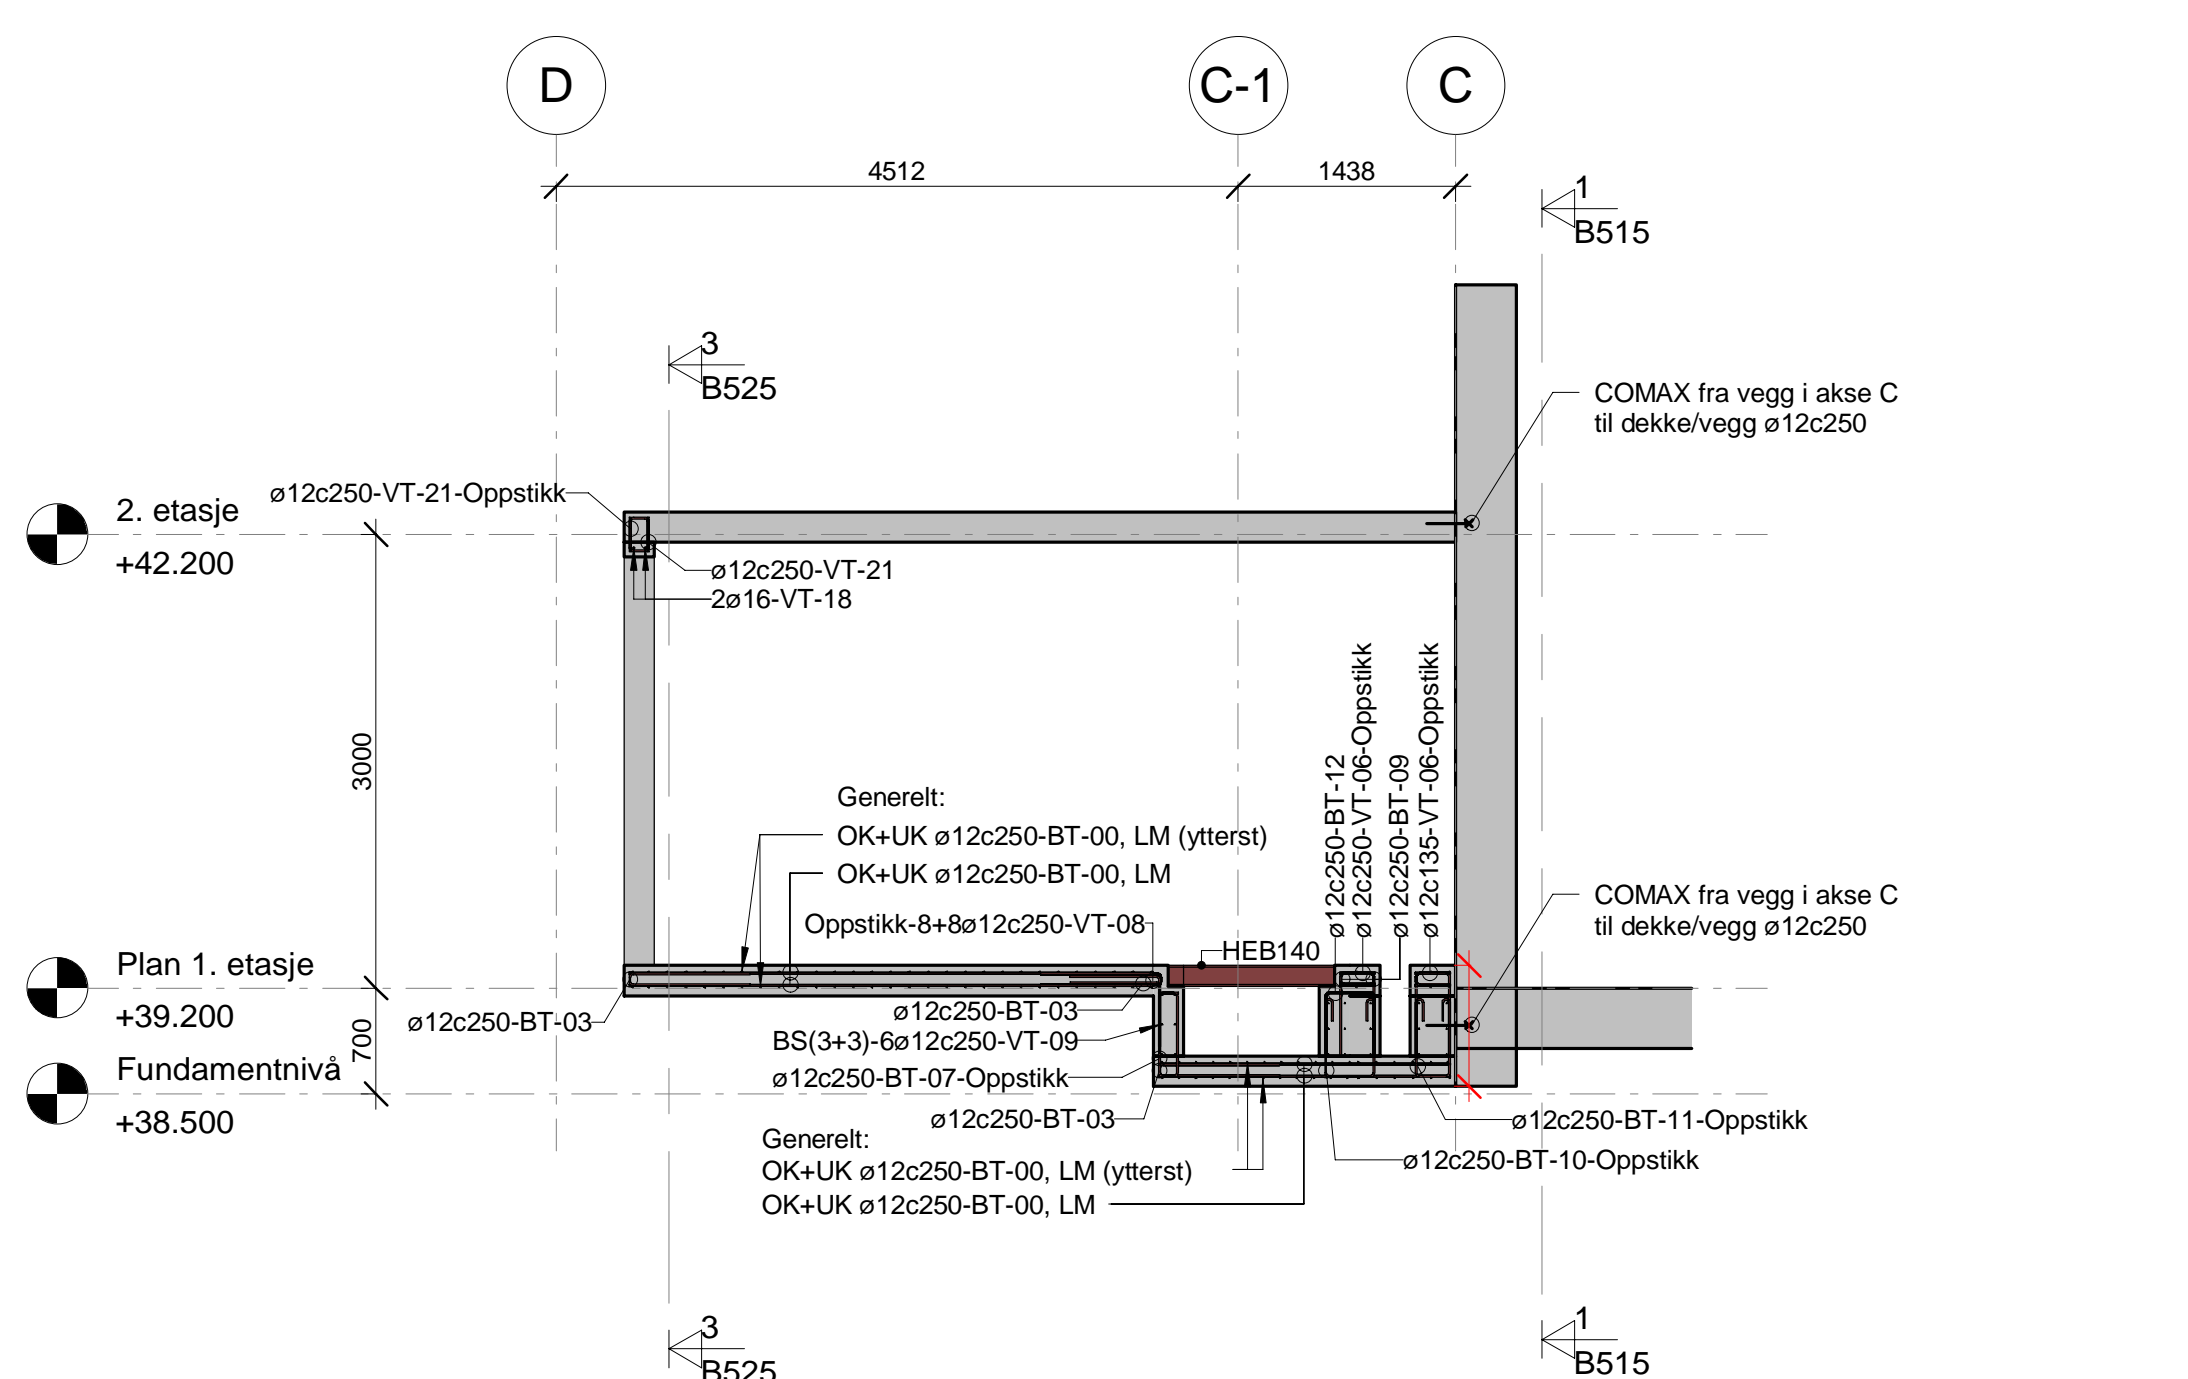 D
C-1
C
4512
1438
1
B515
3
B525
COMAX fra vegg i akse C
til dekke/vegg ø12c250
ø12c250-VT-21-Oppstikk
2. etasje
+42.200
ø12c250-VT-21
2ø16-VT-18
3000
ø12c250-BT-12
ø12c250-VT-06-Oppstikk
ø12c250-BT-09
ø12c135-VT-06-Oppstikk
Generelt:
OK+UK ø12c250-BT-00, LM (ytterst)
OK+UK ø12c250-BT-00, LM
COMAX fra vegg i akse C
til dekke/vegg ø12c250
Oppstikk-8+8ø12c250-VT-08
HEB140
Plan 1. etasje
+39.200
ø12c250-BT-03
ø12c250-BT-03
700
BS(3+3)-6ø12c250-VT-09
Fundamentnivå
+38.500
ø12c250-BT-07-Oppstikk
ø12c250-BT-03
ø12c250-BT-11-Oppstikk
Generelt:
OK+UK ø12c250-BT-00, LM (ytterst)
OK+UK ø12c250-BT-00, LM
ø12c250-BT-10-Oppstikk
3
B525
1
B515